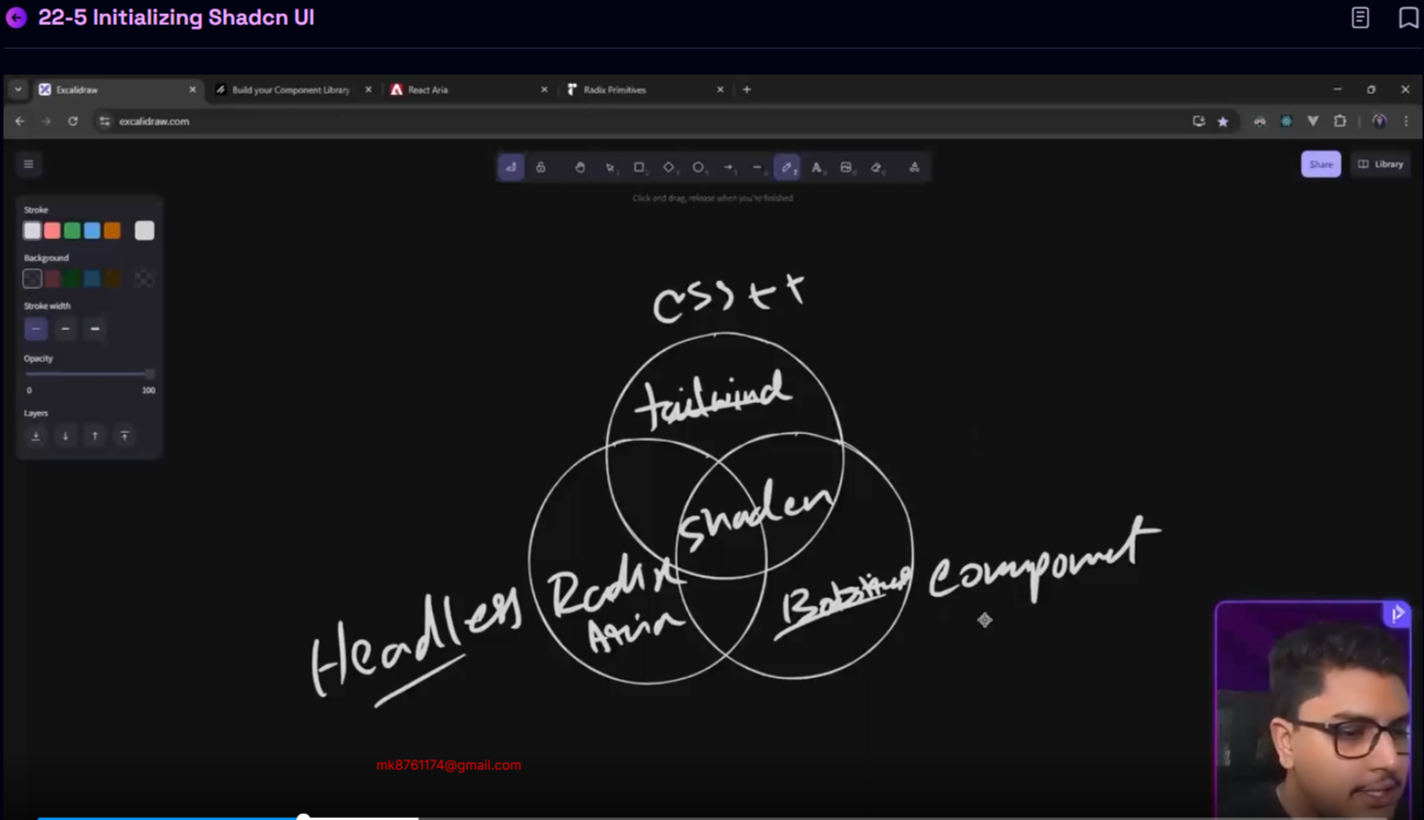 22-5 Initializing Shadcn UI
Excalidraw
Build your Component Library
React Aria
Radix Primitives
excalidraw.com
Share
Library
Click and drag, release when you're finished
Stroke
Background
Stroke width
Opacity
0
100
Layers
CSS++
tailwind
shadcn
Headless
Radix
Aria
Component
mk8761174@gmail.com